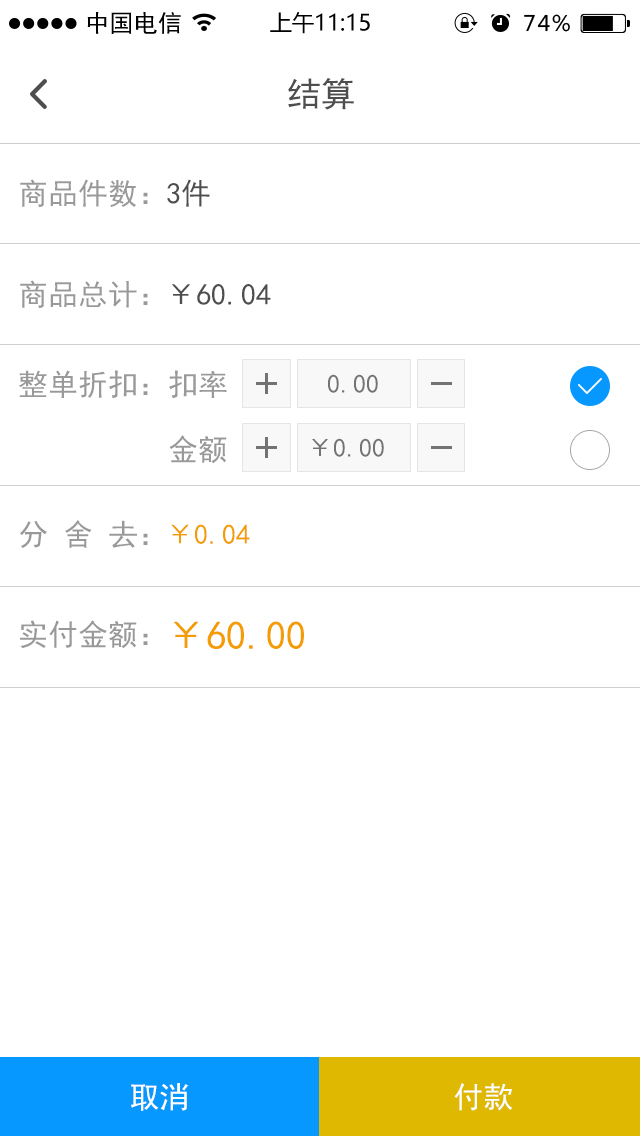 中国电信 上午11:15 74%
结算
商品件数：3件
商品总计：￥60.04
整单折扣：扣率 + 0.00 −
金额 + ￥0.00 −
分 舍 去：￥0.04
实付金额：￥60.00
取消 付款